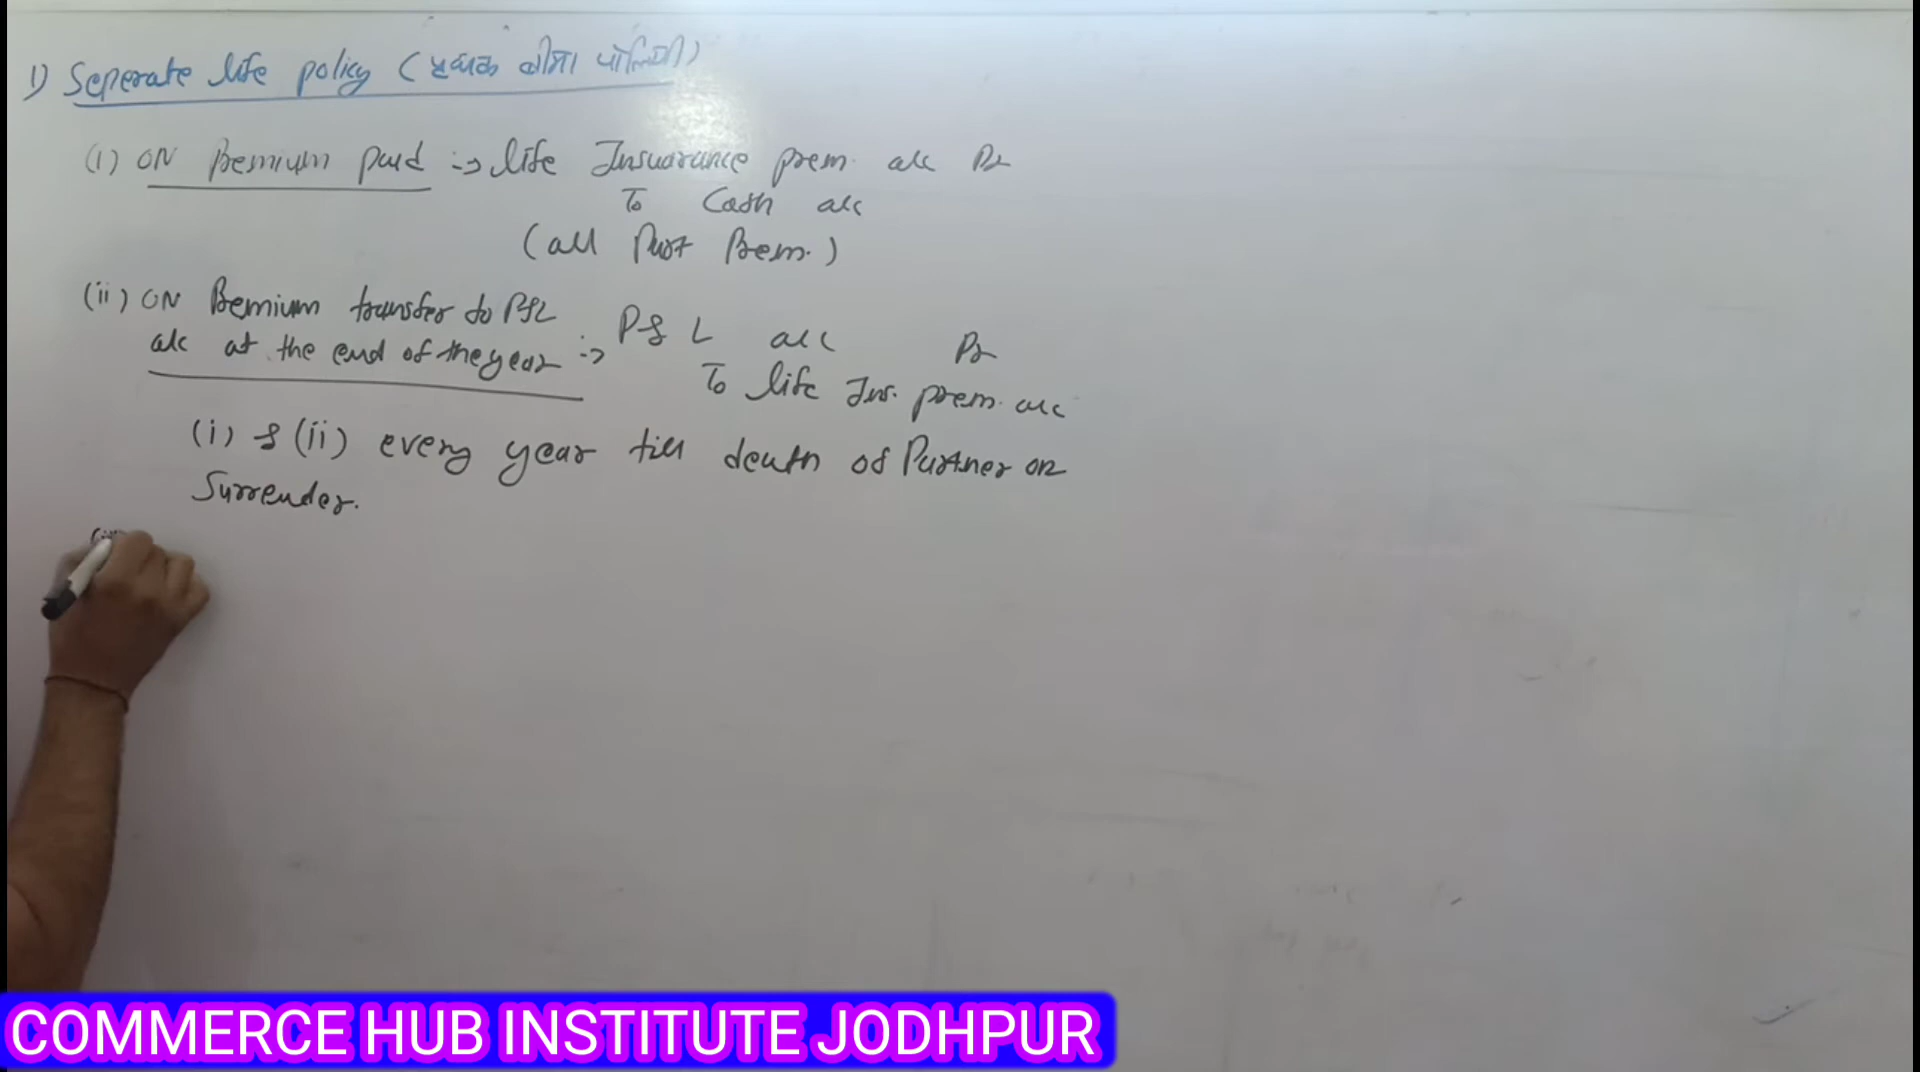 1) Seperate life policy (पृथक बीमा पॉलिसी)
(i) ON Premium paid :-> life Insuarance prem. a/c Dr
To Cash a/c
(all Part Prem.)
(ii) ON Premium transfer to P&L
a/c at the end of the year :-> P & L a/c Dr
To life Ins. prem. a/c
(i) & (ii) every year till death of Partner or
Surrender.
COMMERCE HUB INSTITUTE JODHPUR